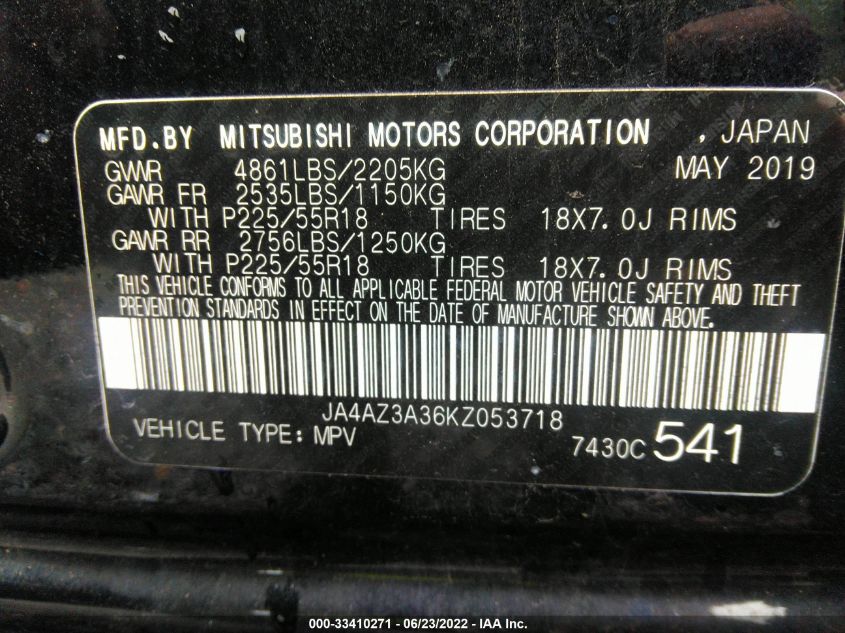 MFD.BY MITSUBISHI MOTORS CORPORATION , JAPAN
GVWR 4861LBS/2205KG MAY 2019
GAWR FR 2535LBS/1150KG
WITH P225/55R18 TIRES 18X7.0J RIMS
GAWR RR 2756LBS/1250KG
WITH P225/55R18 TIRES 18X7.0J RIMS
THIS VEHICLE CONFORMS TO ALL APPLICABLE FEDERAL MOTOR VEHICLE SAFETY AND THEFT
PREVENTION STANDARDS IN EFFECT ON THE DATE OF MANUFACTURE SHOWN ABOVE.
JA4AZ3A36KZ053718
VEHICLE TYPE: MPV 7430C 541
000-33410271 - 06/23/2022 - IAA Inc.